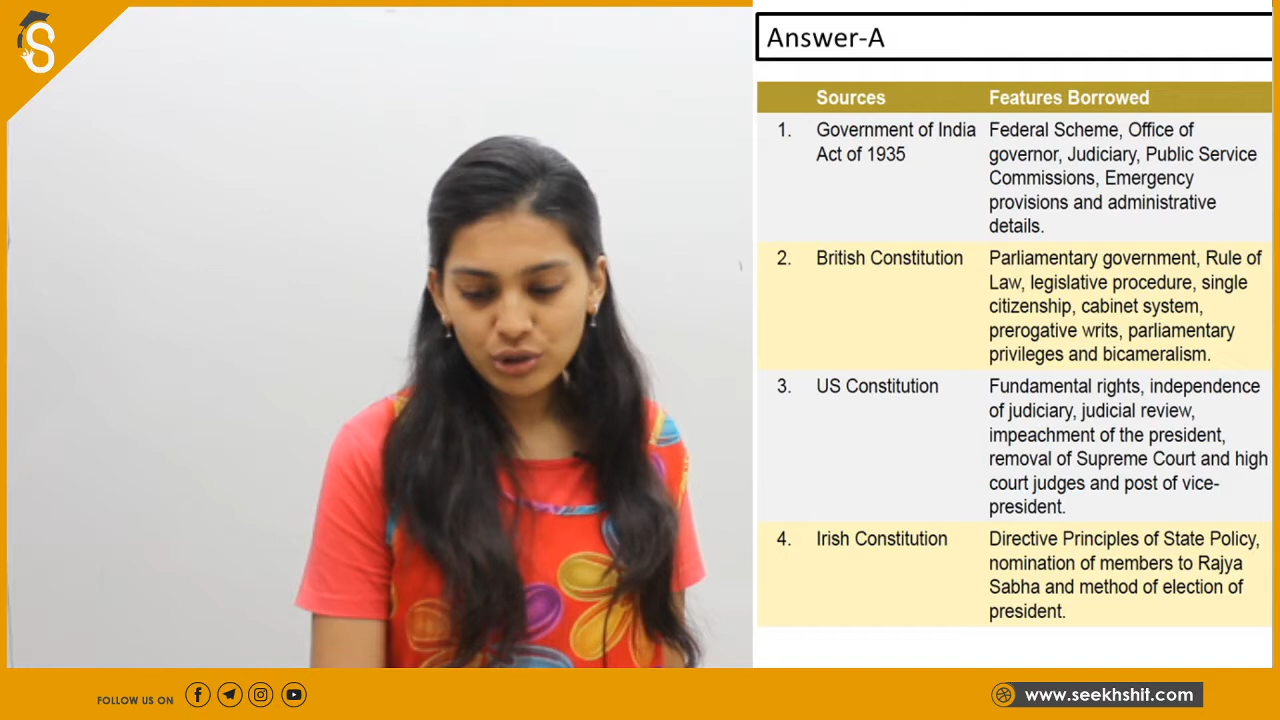 S
Answer-A
Sources Features Borrowed
1. Government of India Federal Scheme, Office of
Act of 1935 governor, Judiciary, Public Service
Commissions, Emergency
provisions and administrative
details.
2. British Constitution Parliamentary government, Rule of
Law, legislative procedure, single
citizenship, cabinet system,
prerogative writs, parliamentary
privileges and bicameralism.
3. US Constitution Fundamental rights, independence
of judiciary, judicial review,
impeachment of the president,
removal of Supreme Court and high
court judges and post of vice-
president.
4. Irish Constitution Directive Principles of State Policy,
nomination of members to Rajya
Sabha and method of election of
president.
FOLLOW US ON
www.seekhshit.com